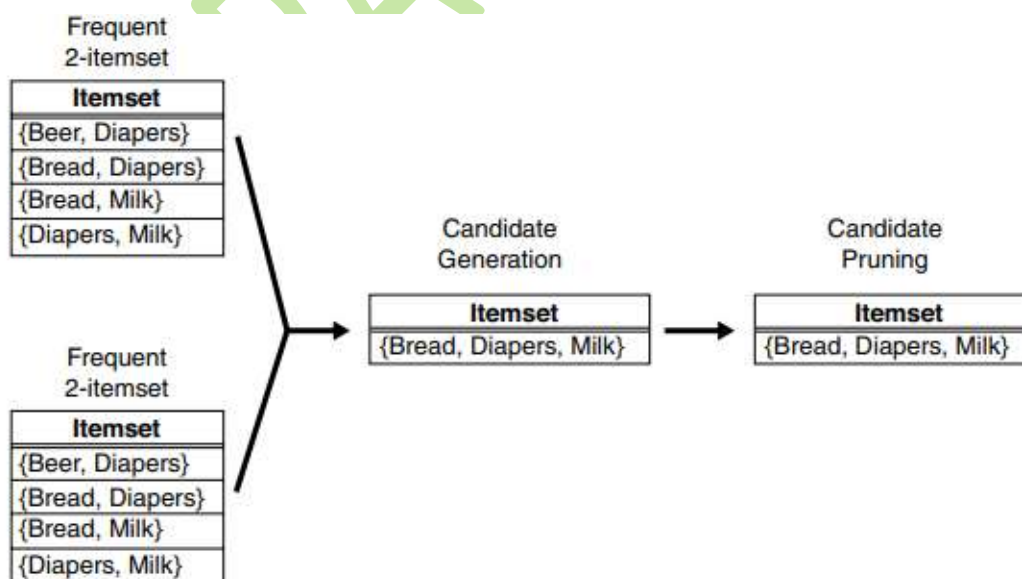 Frequent
2-itemset
Itemset
{Beer, Diapers}
{Bread, Diapers}
{Bread, Milk}
{Diapers, Milk}
Candidate
Generation
Itemset
{Bread, Diapers, Milk}
Candidate
Pruning
Itemset
{Bread, Diapers, Milk}
Frequent
2-itemset
Itemset
{Beer, Diapers}
{Bread, Diapers}
{Bread, Milk}
{Diapers, Milk}